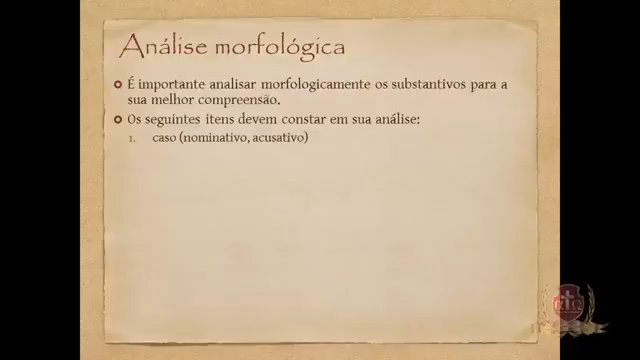 Análise morfológica
É importante analisar morfologicamente os substantivos para a
sua melhor compreensão.
Os seguintes itens devem constar em sua análise:
1. caso (nominativo, acusativo)